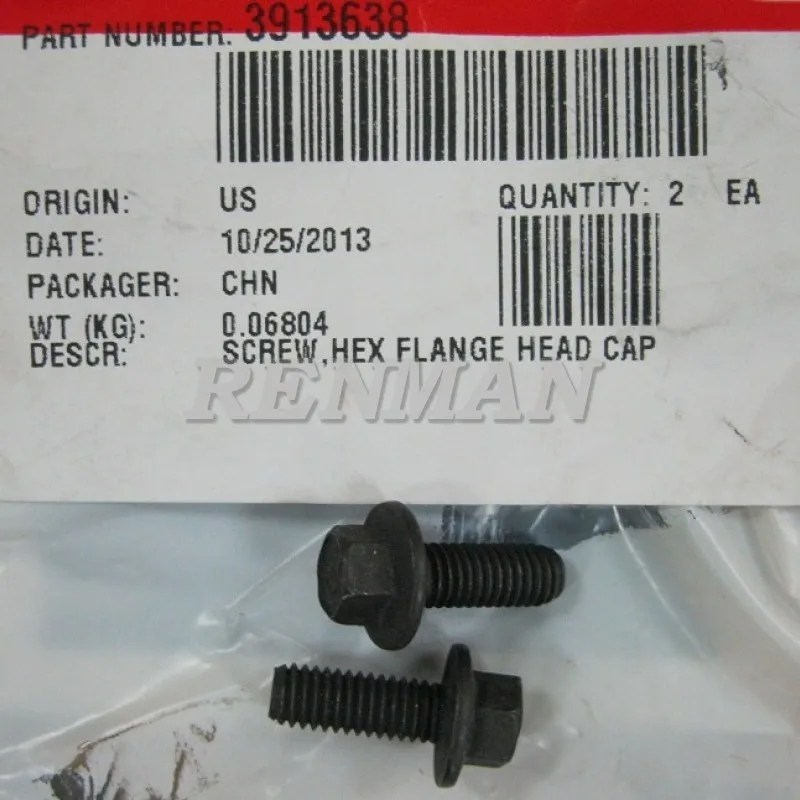 PART NUMBER: 3913638
ORIGIN: US QUANTITY: 2 EA
DATE: 10/25/2013
PACKAGER: CHN
WT (KG): 0.06804
DESCR: SCREW,HEX FLANGE HEAD CAP
RENMAN